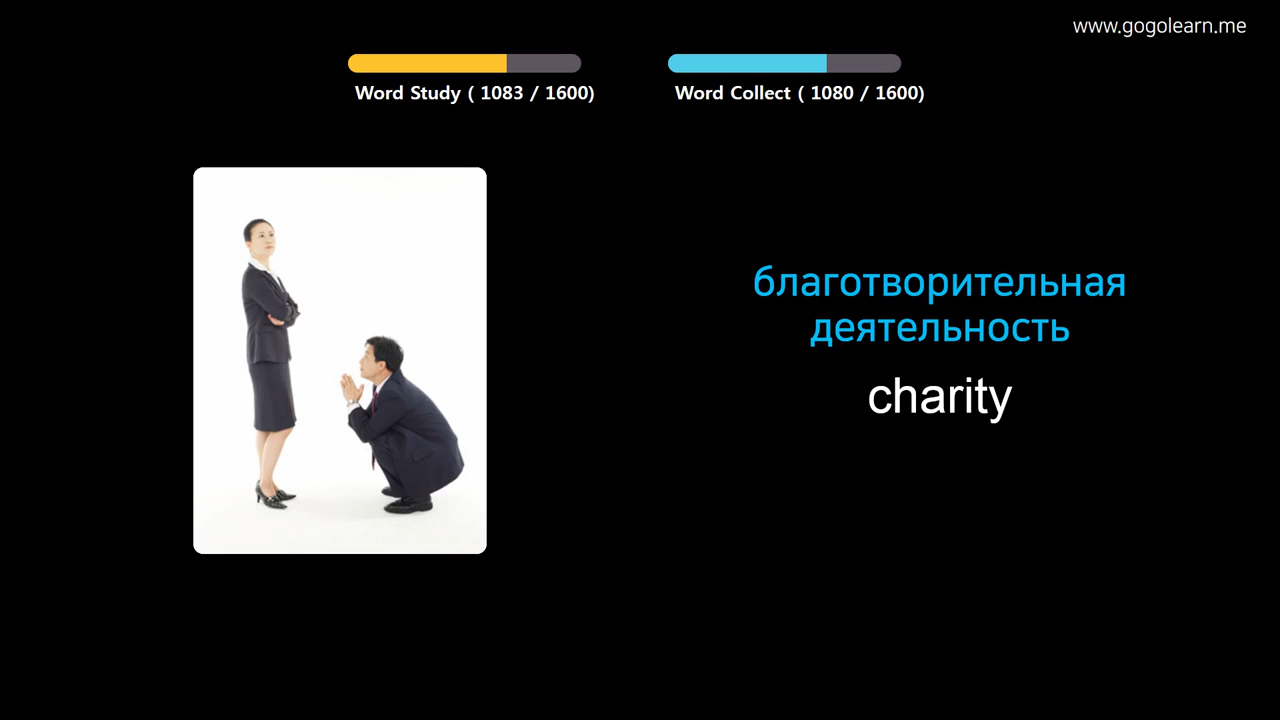 www.gogolearn.me
Word Study ( 1083 / 1600)
Word Collect ( 1080 / 1600)
благотворительная
деятельность
charity